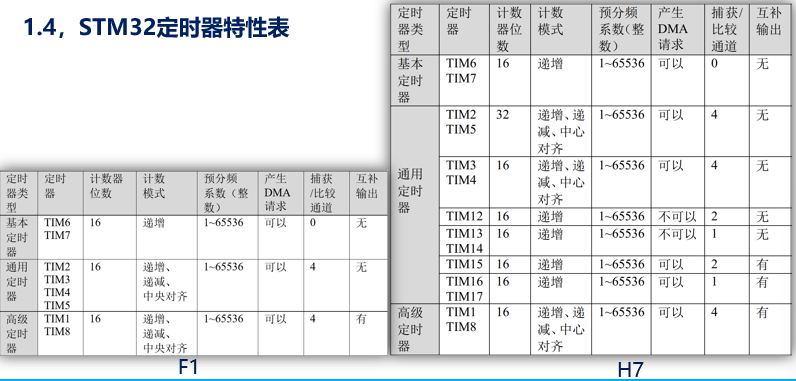 1.4，STM32定时器特性表
定时器类型 定时器 计数器位数 计数模式 预分频系数（整数） 产生DMA请求 捕获/比较通道 互补输出
基本定时器 TIM6 TIM7 16 递增 1~65536 可以 0 无
通用定时器 TIM2 TIM3 TIM4 TIM5 16 递增、递减、中央对齐 1~65536 可以 4 无
高级定时器 TIM1 TIM8 16 递增、递减、中央对齐 1~65536 可以 4 有
F1
定时器类型 定时器 计数器位数 计数模式 预分频系数（整数） 产生DMA请求 捕获/比较通道 互补输出
基本定时器 TIM6 TIM7 16 递增 1~65536 可以 0 无
通用定时器 TIM2 TIM5 32 递增、递减、中心对齐 1~65536 可以 4 无
TIM3 TIM4 16 递增、递减、中心对齐 1~65536 可以 4 无
TIM12 16 递增 1~65536 不可以 2 无
TIM13 TIM14 16 递增 1~65536 不可以 1 无
TIM15 16 递增 1~65536 可以 2 有
TIM16 TIM17 16 递增 1~65536 可以 1 有
高级定时器 TIM1 TIM8 16 递增、递减、中心对齐 1~65536 可以 4 有
H7